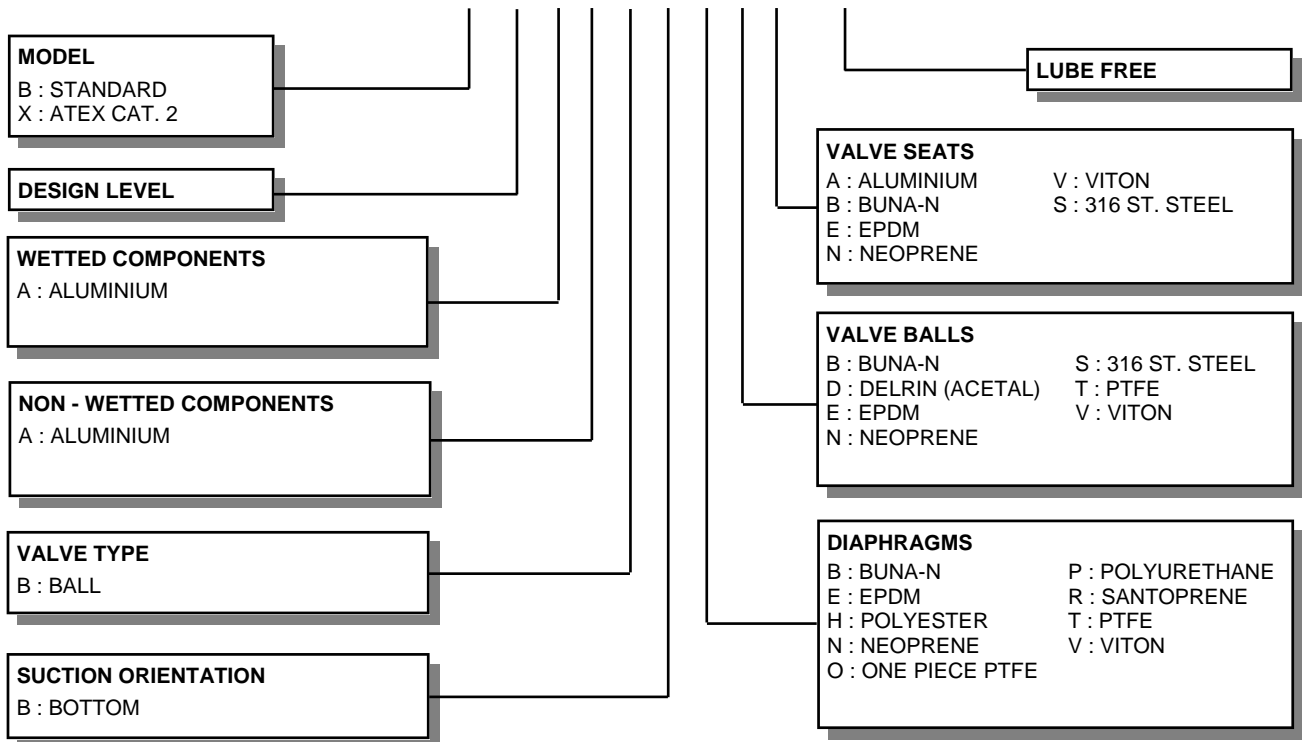 MODEL
B : STANDARD
X : ATEX CAT. 2
DESIGN LEVEL
WETTED COMPONENTS
A : ALUMINIUM
NON - WETTED COMPONENTS
A : ALUMINIUM
VALVE TYPE
B : BALL
SUCTION ORIENTATION
B : BOTTOM
LUBE FREE
VALVE SEATS
A : ALUMINIUM V : VITON
B : BUNA-N S : 316 ST. STEEL
E : EPDM
N : NEOPRENE
VALVE BALLS
B : BUNA-N S : 316 ST. STEEL
D : DELRIN (ACETAL) T : PTFE
E : EPDM V : VITON
N : NEOPRENE
DIAPHRAGMS
B : BUNA-N P : POLYURETHANE
E : EPDM R : SANTOPRENE
H : POLYESTER T : PTFE
N : NEOPRENE V : VITON
O : ONE PIECE PTFE